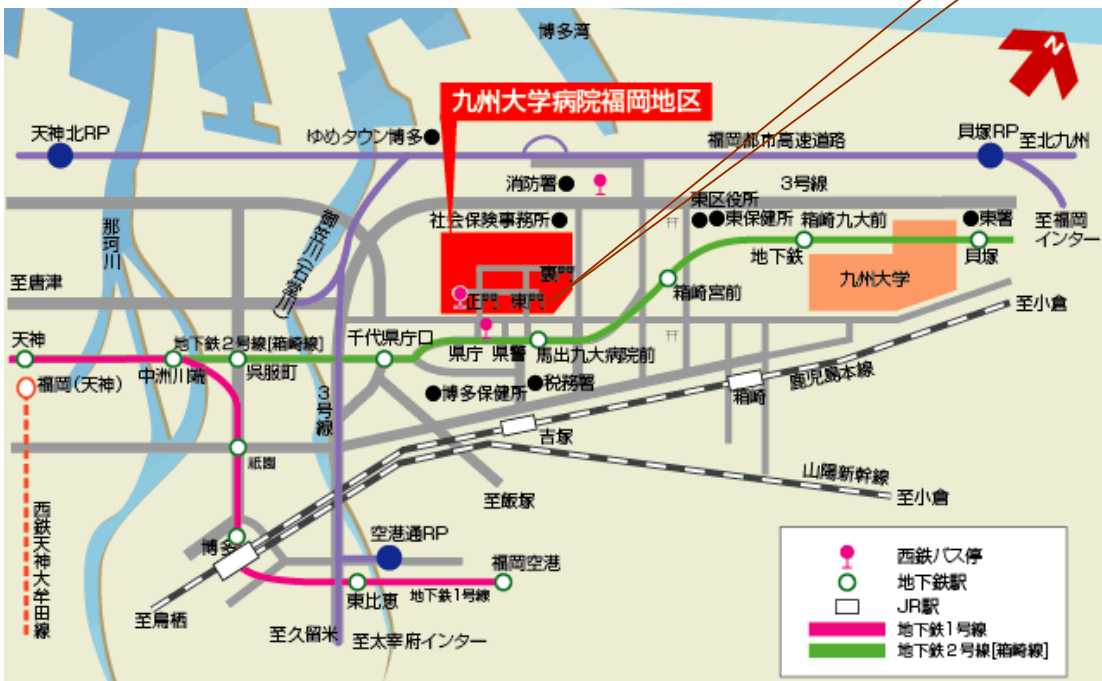 博多湾
N
九州大学病院福岡地区
天神北RP
ゆめタウン博多
福岡都市高速道路
貝塚RP
至北九州
消防署
3号線
東区役所
社会保険事務所
東保健所
箱崎九大前
東署
至福岡
インター
那珂川
御笠川(石堂川)
地下鉄
貝塚
裏門
九州大学
至唐津
正門
東門
箱崎宮前
至小倉
天神
地下鉄2号線[箱崎線]
千代県庁口
県庁
県警
馬出九大病院前
中洲川端
呉服町
福岡(天神)
3号線
博多保健所
税務署
箱崎
鹿児島本線
吉塚
祇園
山陽新幹線
至小倉
至飯塚
西鉄天神大牟田線
博多
空港通RP
福岡空港
東比恵
地下鉄1号線
至鳥栖
至久留米
至太宰府インター
西鉄バス停
地下鉄駅
JR駅
地下鉄1号線
地下鉄2号線[箱崎線]